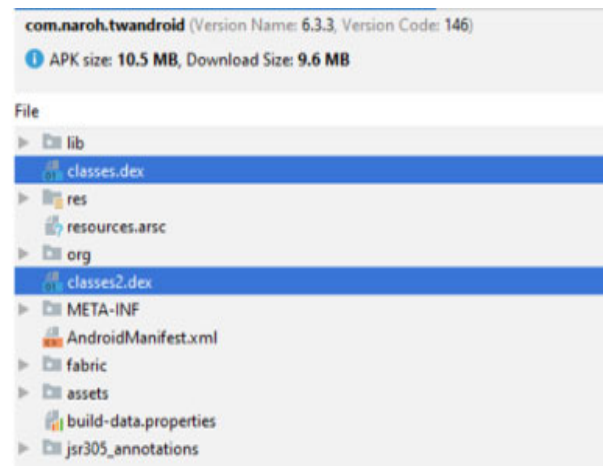 com.naroh.twandroid (Version Name: 6.3.3, Version Code: 146)
APK size: 10.5 MB, Download Size: 9.6 MB
File
lib
classes.dex
res
resources.arsc
org
classes2.dex
META-INF
AndroidManifest.xml
fabric
assets
build-data.properties
jsr305_annotations